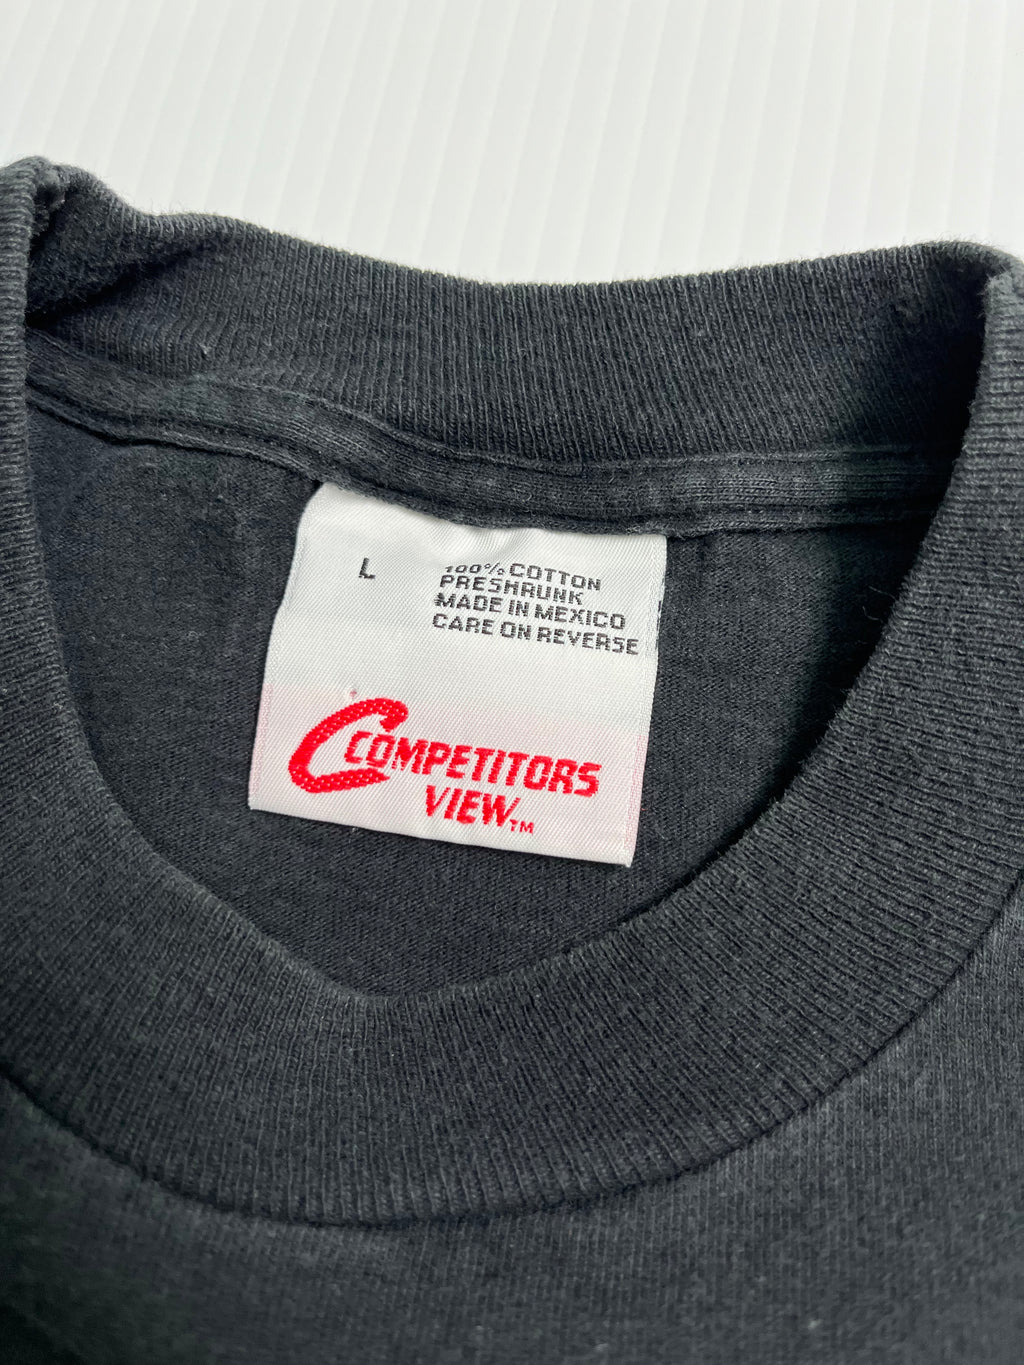 L
100% COTTON
PRESHRUNK
MADE IN MEXICO
CARE ON REVERSE
C COMPETITORS
VIEW™